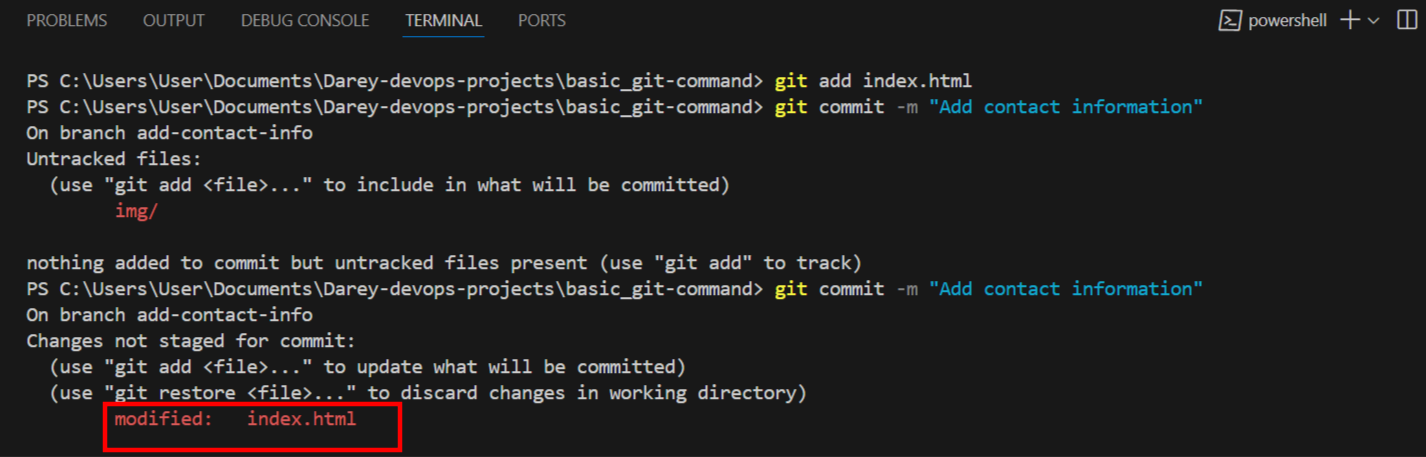 PROBLEMS OUTPUT DEBUG CONSOLE TERMINAL PORTS powershell
PS C:\Users\User\Documents\Darey-devops-projects\basic_git-command> git add index.html
PS C:\Users\User\Documents\Darey-devops-projects\basic_git-command> git commit -m "Add contact information"
On branch add-contact-info
Untracked files:
  (use "git add <file>..." to include in what will be committed)
        img/
nothing added to commit but untracked files present (use "git add" to track)
PS C:\Users\User\Documents\Darey-devops-projects\basic_git-command> git commit -m "Add contact information"
On branch add-contact-info
Changes not staged for commit:
  (use "git add <file>..." to update what will be committed)
  (use "git restore <file>..." to discard changes in working directory)
        modified:   index.html